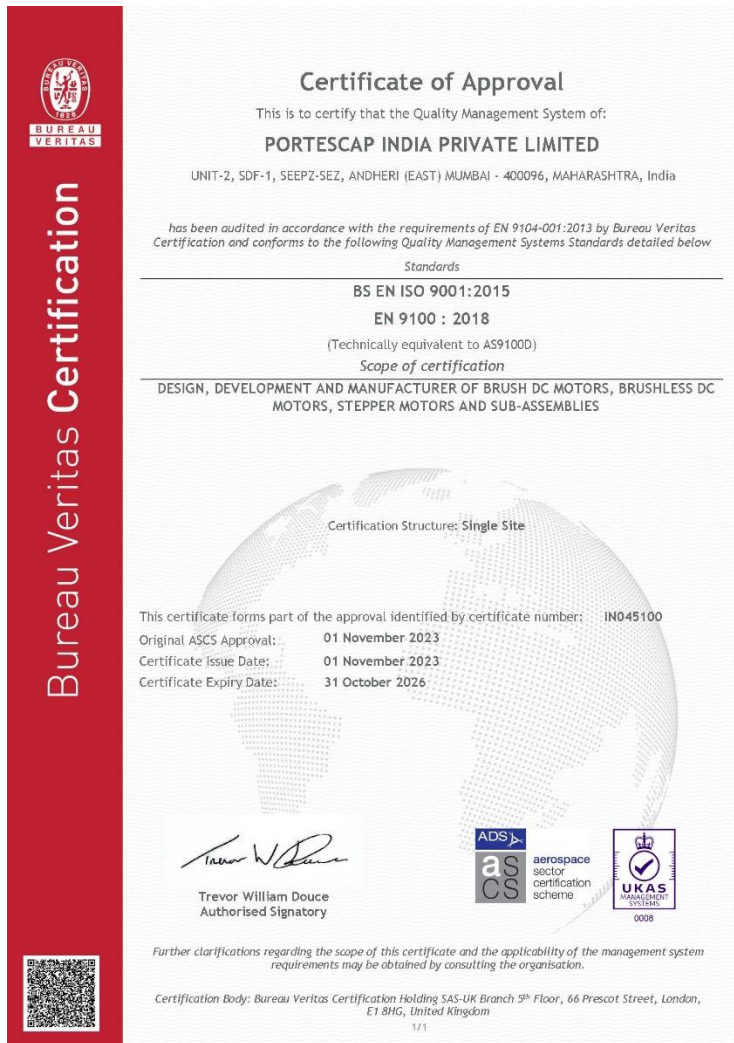 BUREAU VERITAS
1828
BUREAU
VERITAS
Bureau Veritas Certification
Certificate of Approval
This is to certify that the Quality Management System of:
PORTESCAP INDIA PRIVATE LIMITED
UNIT-2, SDF-1, SEEPZ-SEZ, ANDHERI (EAST) MUMBAI - 400096, MAHARASHTRA, India
has been audited in accordance with the requirements of EN 9104-001:2013 by Bureau Veritas
Certification and conforms to the following Quality Management Systems Standards detailed below
Standards
BS EN ISO 9001:2015
EN 9100 : 2018
(Technically equivalent to AS9100D)
Scope of certification
DESIGN, DEVELOPMENT AND MANUFACTURER OF BRUSH DC MOTORS, BRUSHLESS DC
MOTORS, STEPPER MOTORS AND SUB-ASSEMBLIES
Certification Structure: Single Site
This certificate forms part of the approval identified by certificate number: IN045100
Original ASCS Approval: 01 November 2023
Certificate Issue Date: 01 November 2023
Certificate Expiry Date: 31 October 2026
Trevor William Douce
Authorised Signatory
ADS
as
CS
aerospace
sector
certification
scheme
UKAS
MANAGEMENT
SYSTEMS
0008
Further clarifications regarding the scope of this certificate and the applicability of the management system
requirements may be obtained by consulting the organisation.
Certification Body: Bureau Veritas Certification Holding SAS-UK Branch 5th Floor, 66 Prescot Street, London,
E1 8HG, United Kingdom
1/1